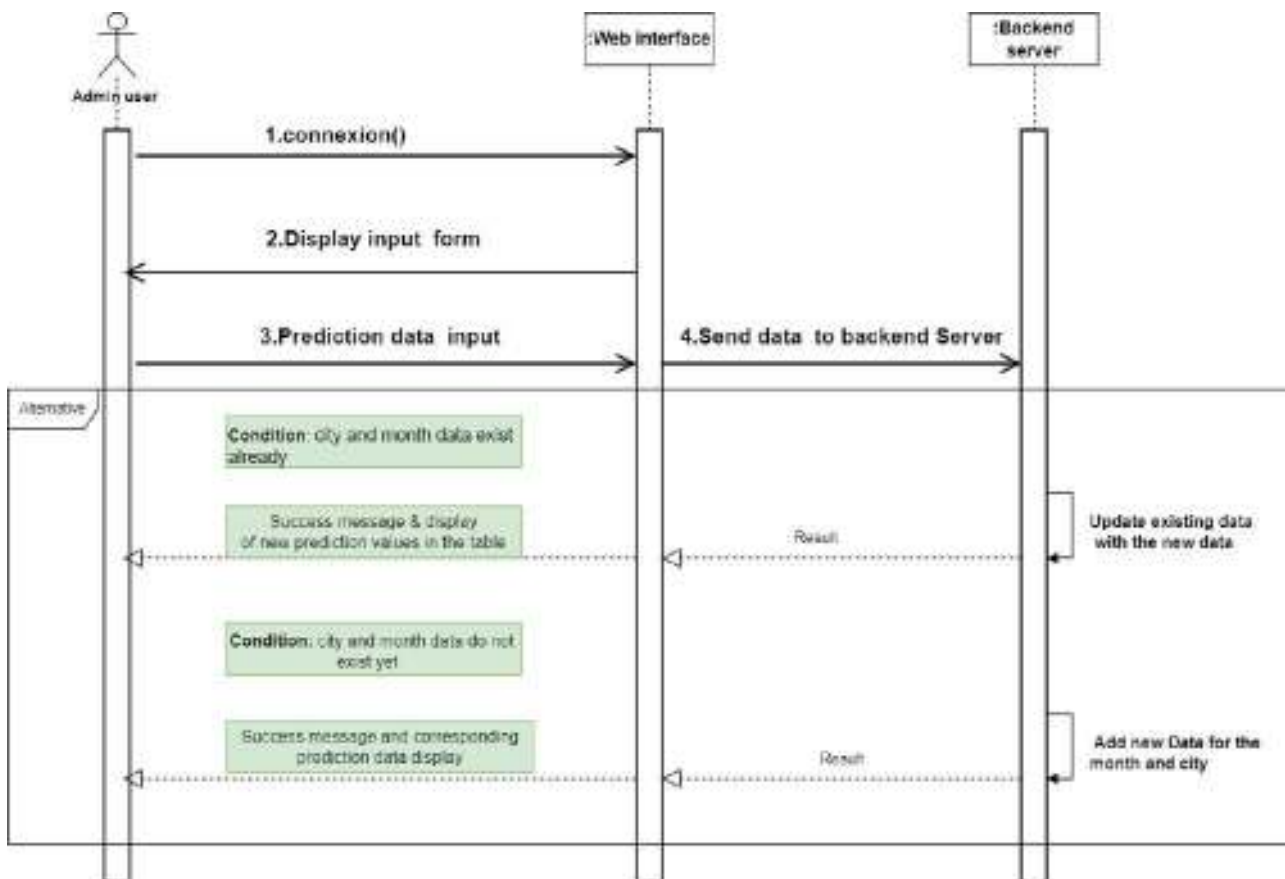 :Web interface
:Backend
server
Admin user
1.connexion()
2.Display input form
3.Prediction data input
4.Send data to backend Server
Alternative
Condition: city and month data exist
already
Success message & display
of new prediction values in the table
Result
Update existing data
with the new data
Condition: city and month data do not
exist yet
Success message and corresponding
prediction data display
Result
Add new Data for the
month and city